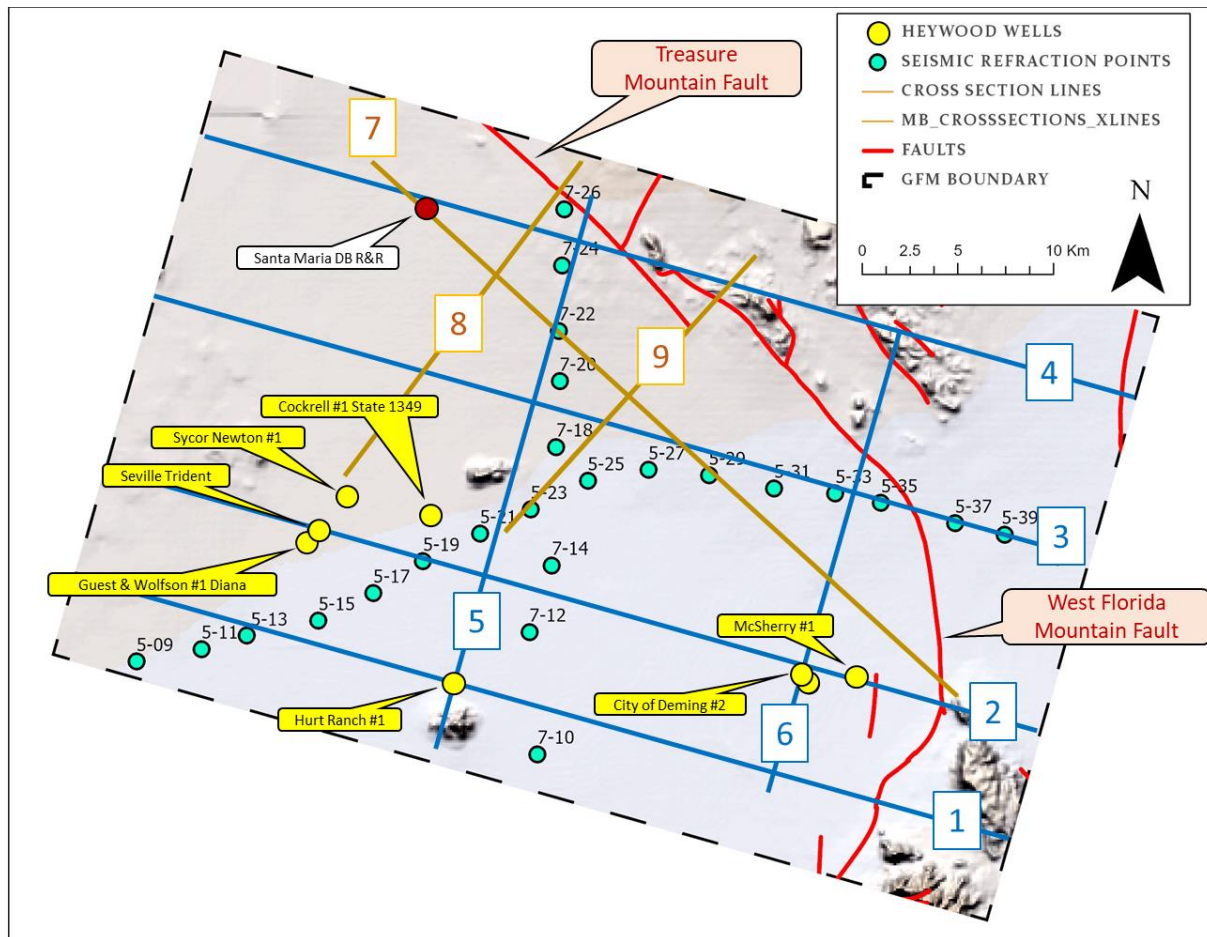 Treasure
Mountain Fault
HEYWOOD WELLS
SEISMIC REFRACTION POINTS
CROSS SECTION LINES
MB_CROSSSECTIONS_XLINES
FAULTS
GFM BOUNDARY
N
0 2.5 5 10 Km
7
7-26
Santa Maria DB R&R
7-24
8
7-22
9
7-20
4
Cockrell #1 State 1349
Sycor Newton #1
7-18
Seville Trident
5-25
5-27
5-29
5-31
5-33
5-35
5-23
5-37
5-39
5-21
3
5-19
7-14
Guest & Wolfson #1 Diana
5-17
5-15
5-13
5-11
5-09
5
7-12
McSherry #1
West Florida
Mountain Fault
City of Deming #2
Hurt Ranch #1
2
6
7-10
1